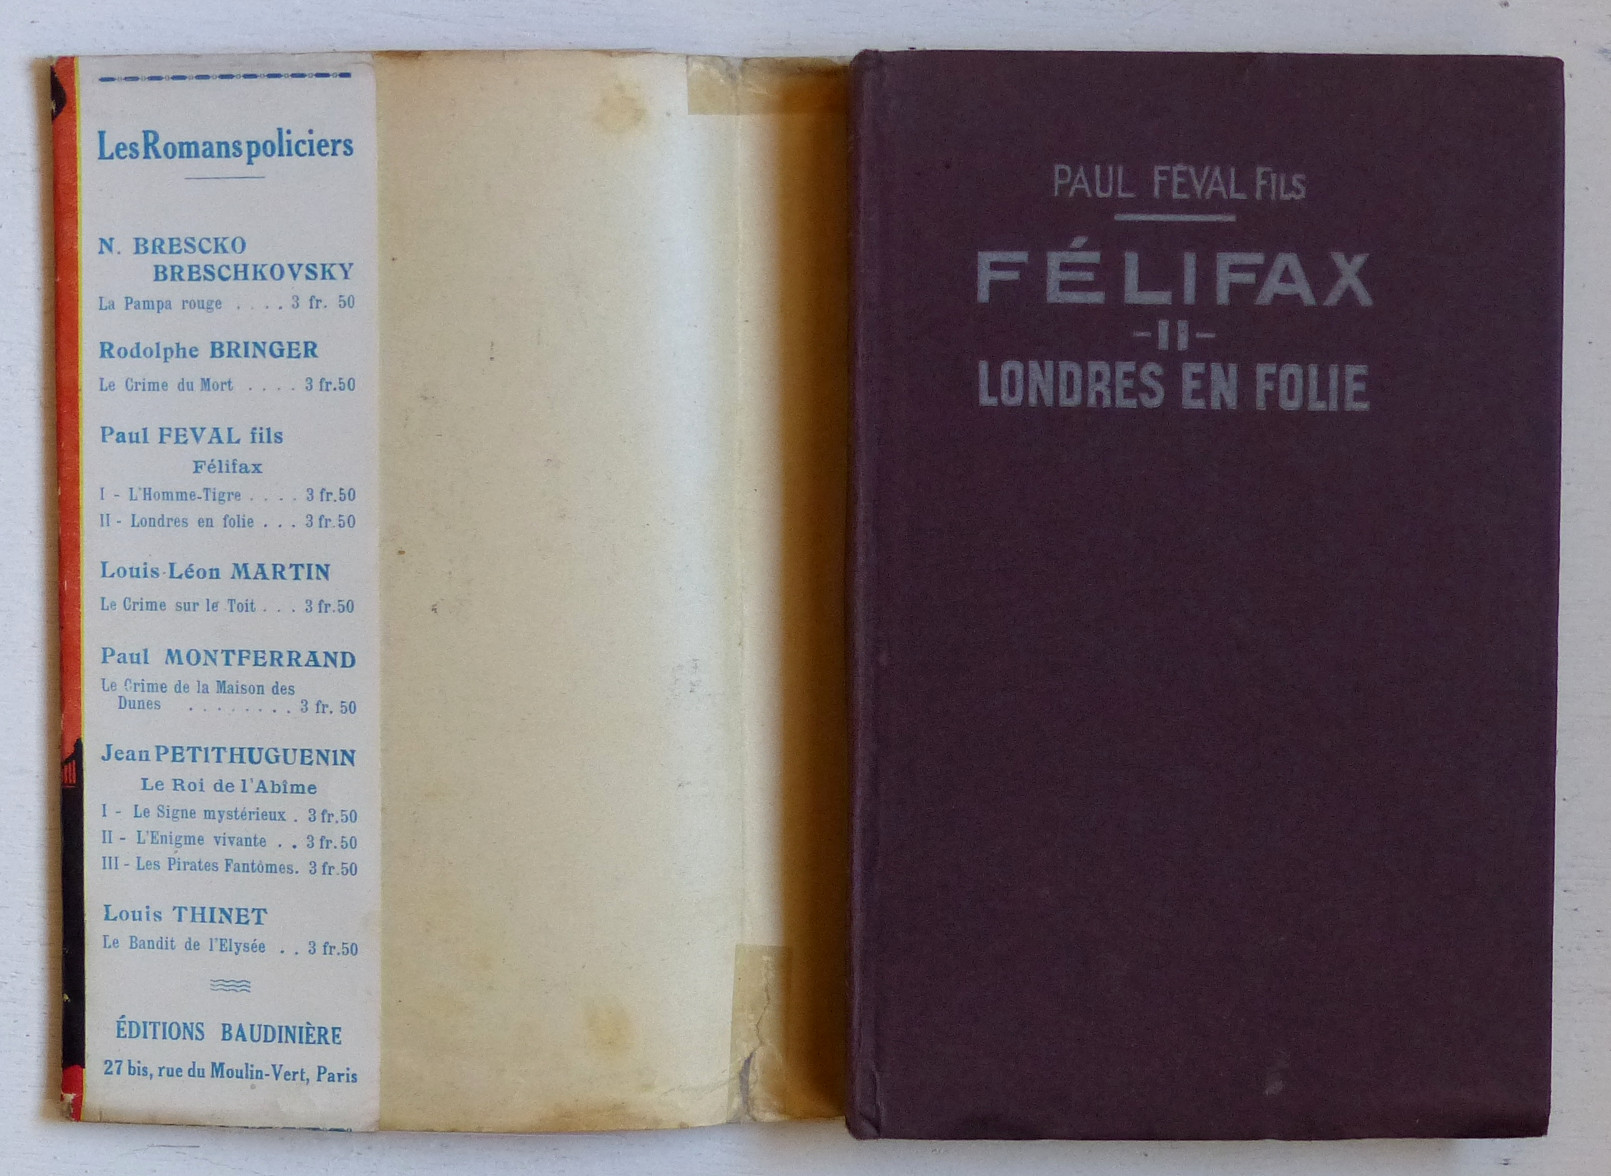 Les Romans policiers
N. BRESCKO
BRESCHKOVSKY
La Pampa rouge . . . . 3 fr. 50
Rodolphe BRINGER
Le Crime du Mort . . . . 3 fr.50
Paul FEVAL fils
Félifax
I - L'Homme-Tigre . . . . 3 fr.50
II - Londres en folie . . . 3 fr.50
Louis-Léon MARTIN
Le Crime sur le Toit . . . 3 fr.50
Paul MONTFERRAND
Le Crime de la Maison des
Dunes . . . . . . . . 3 fr. 50
Jean PETITHUGUENIN
Le Roi de l'Abîme
I - Le Signe mystérieux . 3 fr.50
II - L'Enigme vivante . . 3 fr.50
III - Les Pirates Fantômes. 3 fr.50
Louis THINET
Le Bandit de l'Elysée . . 3 fr.50
ÉDITIONS BAUDINIÈRE
27 bis, rue du Moulin-Vert, Paris
PAUL FÉVAL FILS
FÉLIFAX
-II-
LONDRES EN FOLIE